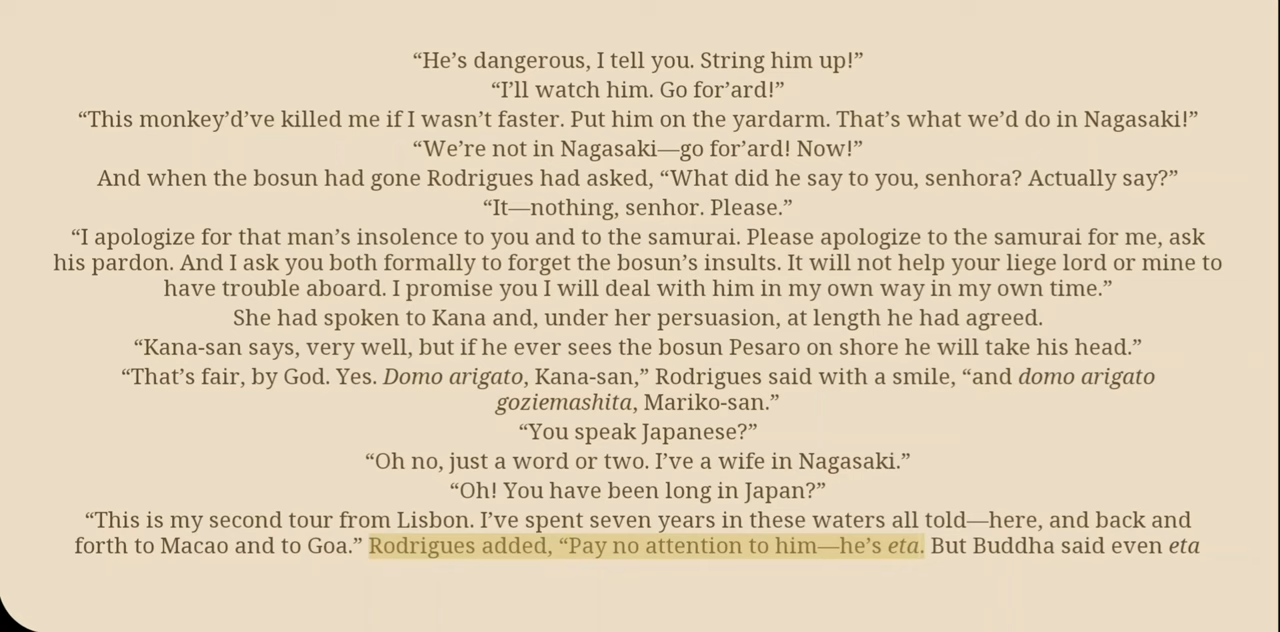 “He’s dangerous, I tell you. String him up!”
“I’ll watch him. Go for’ard!”
“This monkey’d’ve killed me if I wasn’t faster. Put him on the yardarm. That’s what we’d do in Nagasaki!”
“We’re not in Nagasaki—go for’ard! Now!”
And when the bosun had gone Rodrigues had asked, “What did he say to you, senhora? Actually say?”
“It—nothing, senhor. Please.”
“I apologize for that man’s insolence to you and to the samurai. Please apologize to the samurai for me, ask
his pardon. And I ask you both formally to forget the bosun’s insults. It will not help your liege lord or mine to
have trouble aboard. I promise you I will deal with him in my own way in my own time.”
She had spoken to Kana and, under her persuasion, at length he had agreed.
“Kana-san says, very well, but if he ever sees the bosun Pesaro on shore he will take his head.”
“That’s fair, by God. Yes. Domo arigato, Kana-san,” Rodrigues said with a smile, “and domo arigato
goziemashita, Mariko-san.”
“You speak Japanese?”
“Oh no, just a word or two. I’ve a wife in Nagasaki.”
“Oh! You have been long in Japan?”
“This is my second tour from Lisbon. I’ve spent seven years in these waters all told—here, and back and
forth to Macao and to Goa.” Rodrigues added, “Pay no attention to him—he’s eta. But Buddha said even eta